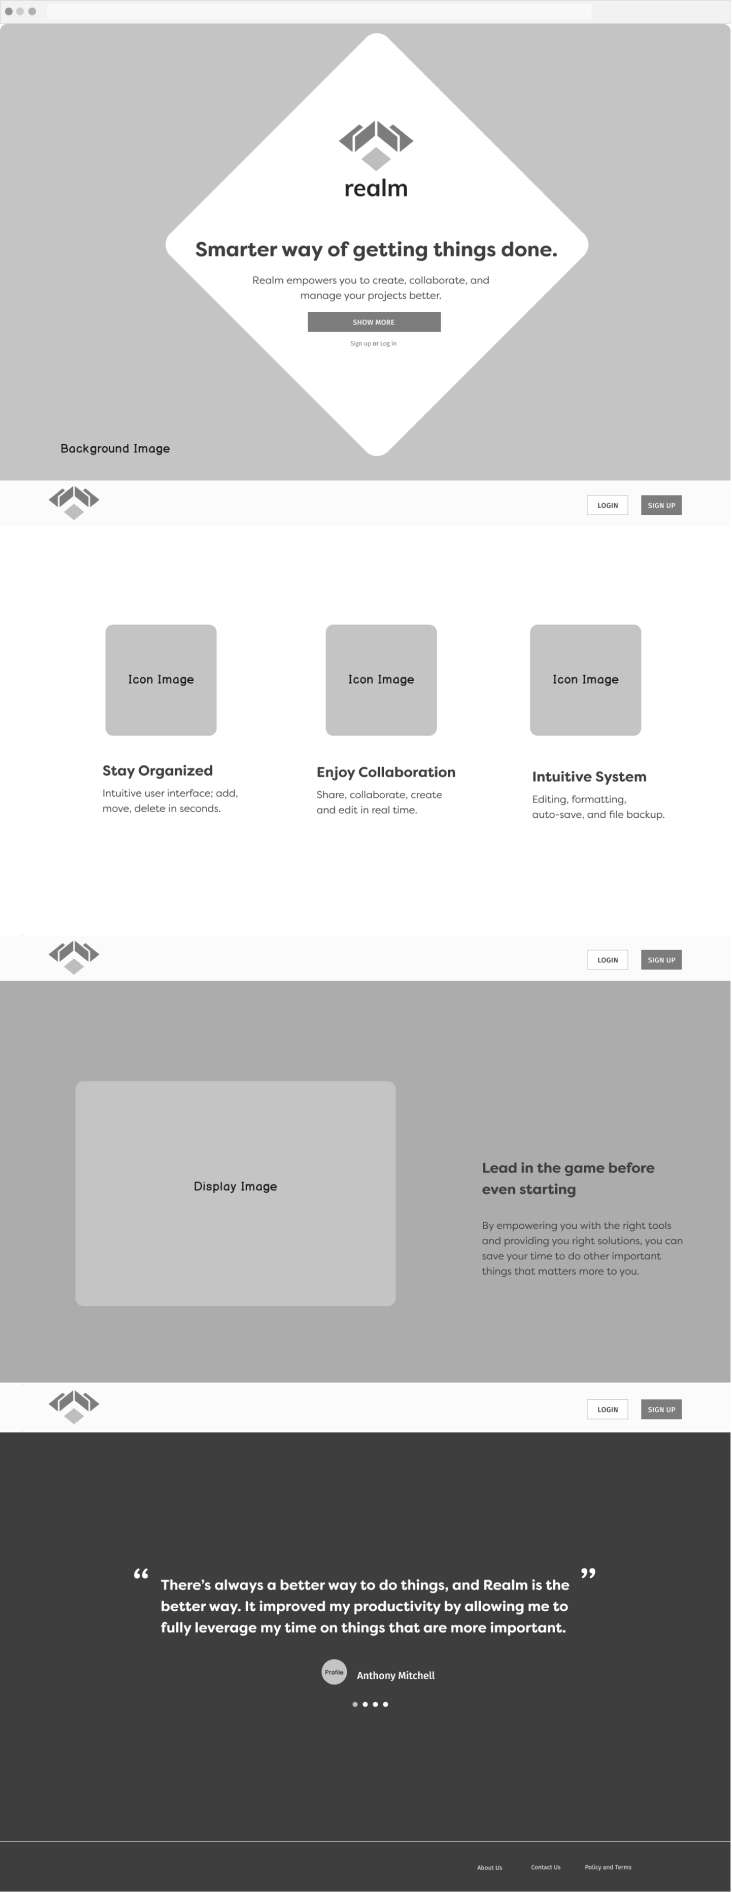 realm
Smarter way of getting things done.
Realm empowers you to create, collaborate, and
manage your projects better.
SHOW MORE
Sign up or Log in
Background Image
LOGIN
SIGN UP
Icon Image
Icon Image
Icon Image
Stay Organized
Intuitive user interface; add,
move, delete in seconds.
Enjoy Collaboration
Share, collaborate, create
and edit in real time.
Intuitive System
Editing, formatting,
auto-save, and file backup.
LOGIN
SIGN UP
Display Image
Lead in the game before
even starting
By empowering you with the right tools
and providing you right solutions, you can
save your time to do other important
things that matters more to you.
LOGIN
SIGN UP
“ There’s always a better way to do things, and Realm is the ”
better way. It improved my productivity by allowing me to
fully leverage my time on things that are more important.
Profile
Anthony Mitchell
About Us
Contact Us
Policy and Terms